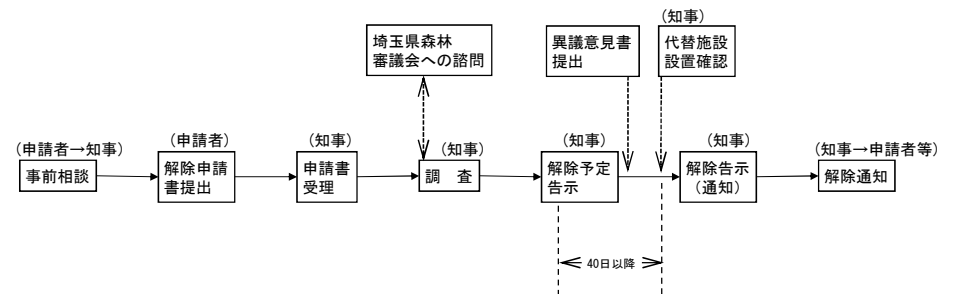 (知事)
埼玉県森林
審議会への諮問
異議意見書
提出
代替施設
設置確認
(申請者→知事)
事前相談
(申請者)
解除申請
書提出
(知事)
申請書
受理
(知事)
調　査
(知事)
解除予定
告示
(知事)
解除告示
(通知)
(知事→申請者等)
解除通知
40日以降